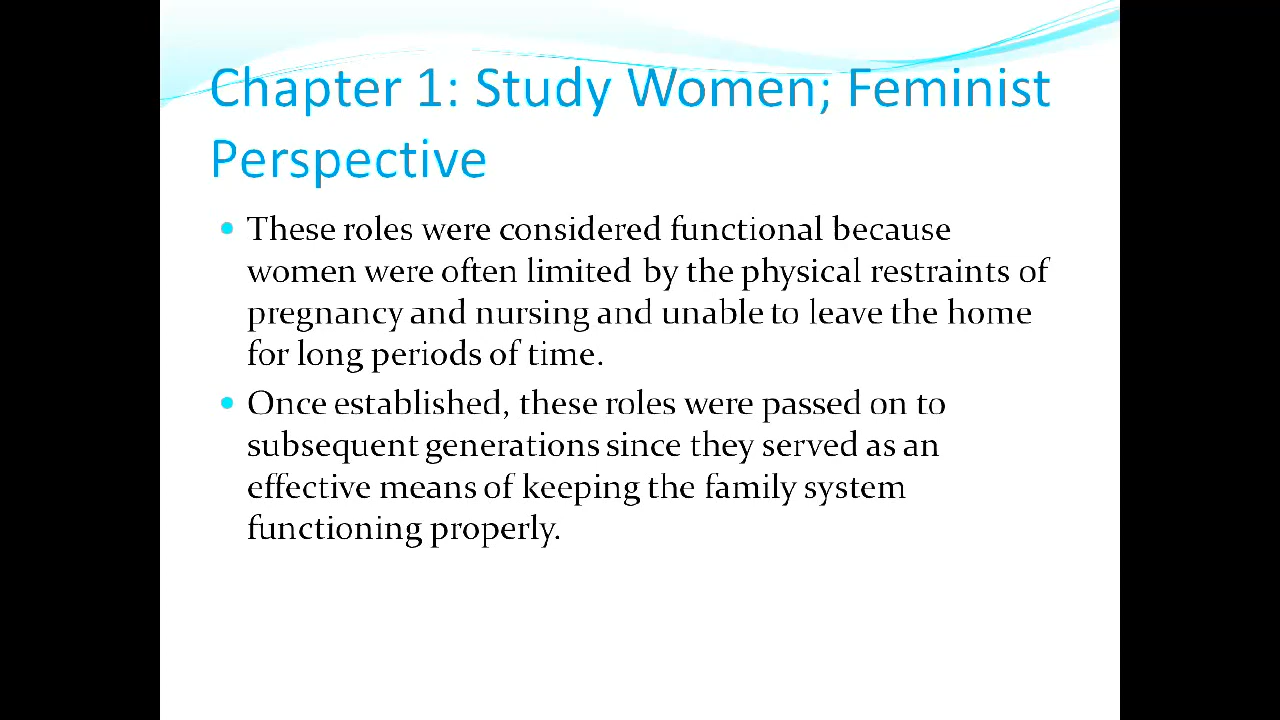 Chapter 1: Study Women; Feminist
Perspective
These roles were considered functional because
women were often limited by the physical restraints of
pregnancy and nursing and unable to leave the home
for long periods of time.
Once established, these roles were passed on to
subsequent generations since they served as an
effective means of keeping the family system
functioning properly.